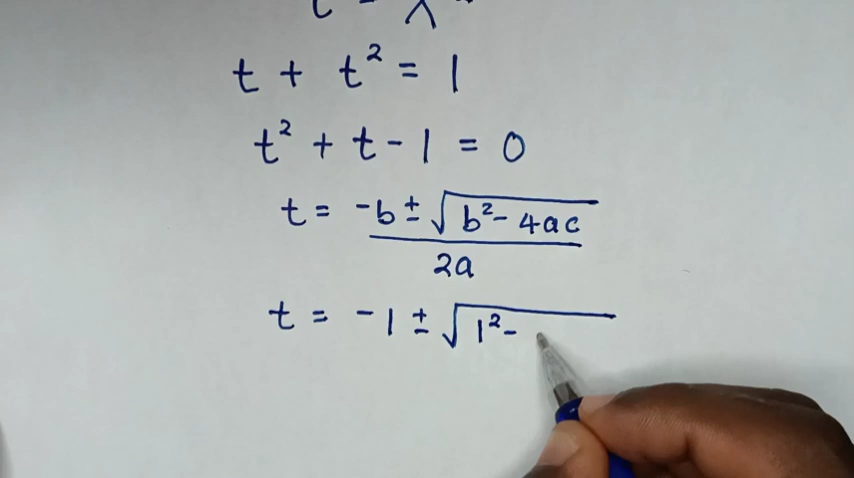 t + t² = 1
t² + t - 1 = 0
t = -b ± √(b² - 4ac) / 2a
t = -1 ± √(1² -